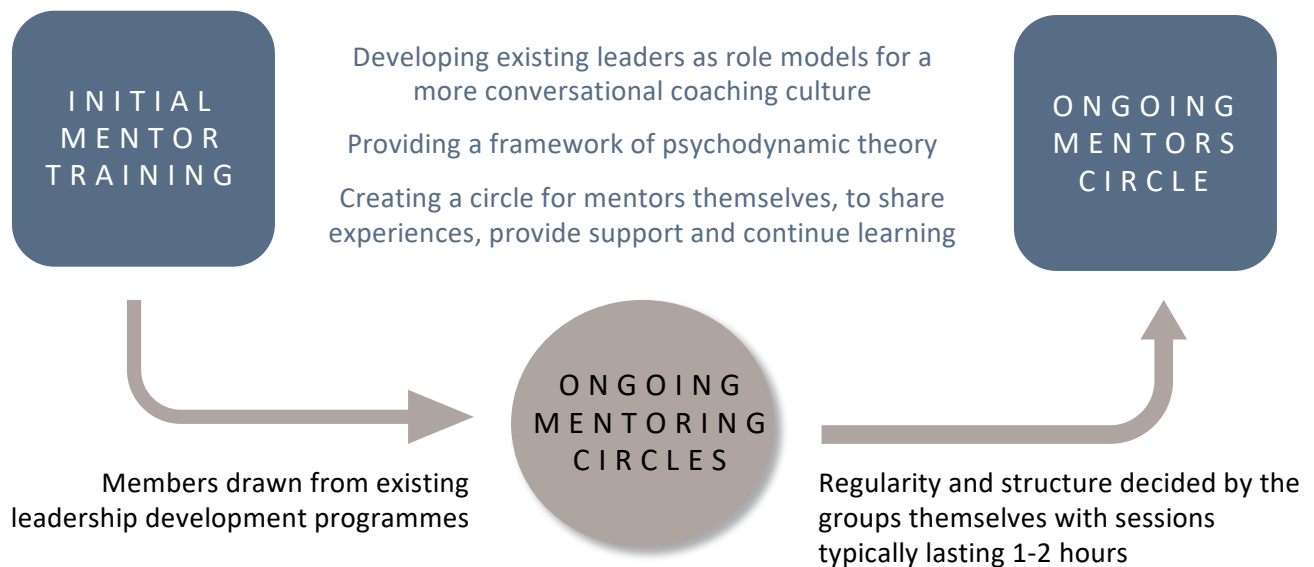 INITIAL
MENTOR
TRAINING
Developing existing leaders as role models for a
more conversational coaching culture
Providing a framework of psychodynamic theory
Creating a circle for mentors themselves, to share
experiences, provide support and continue learning
ONGOING
MENTORS
CIRCLE
ONGOING
MENTORING
CIRCLES
Members drawn from existing
leadership development programmes
Regularity and structure decided by the
groups themselves with sessions
typically lasting 1-2 hours